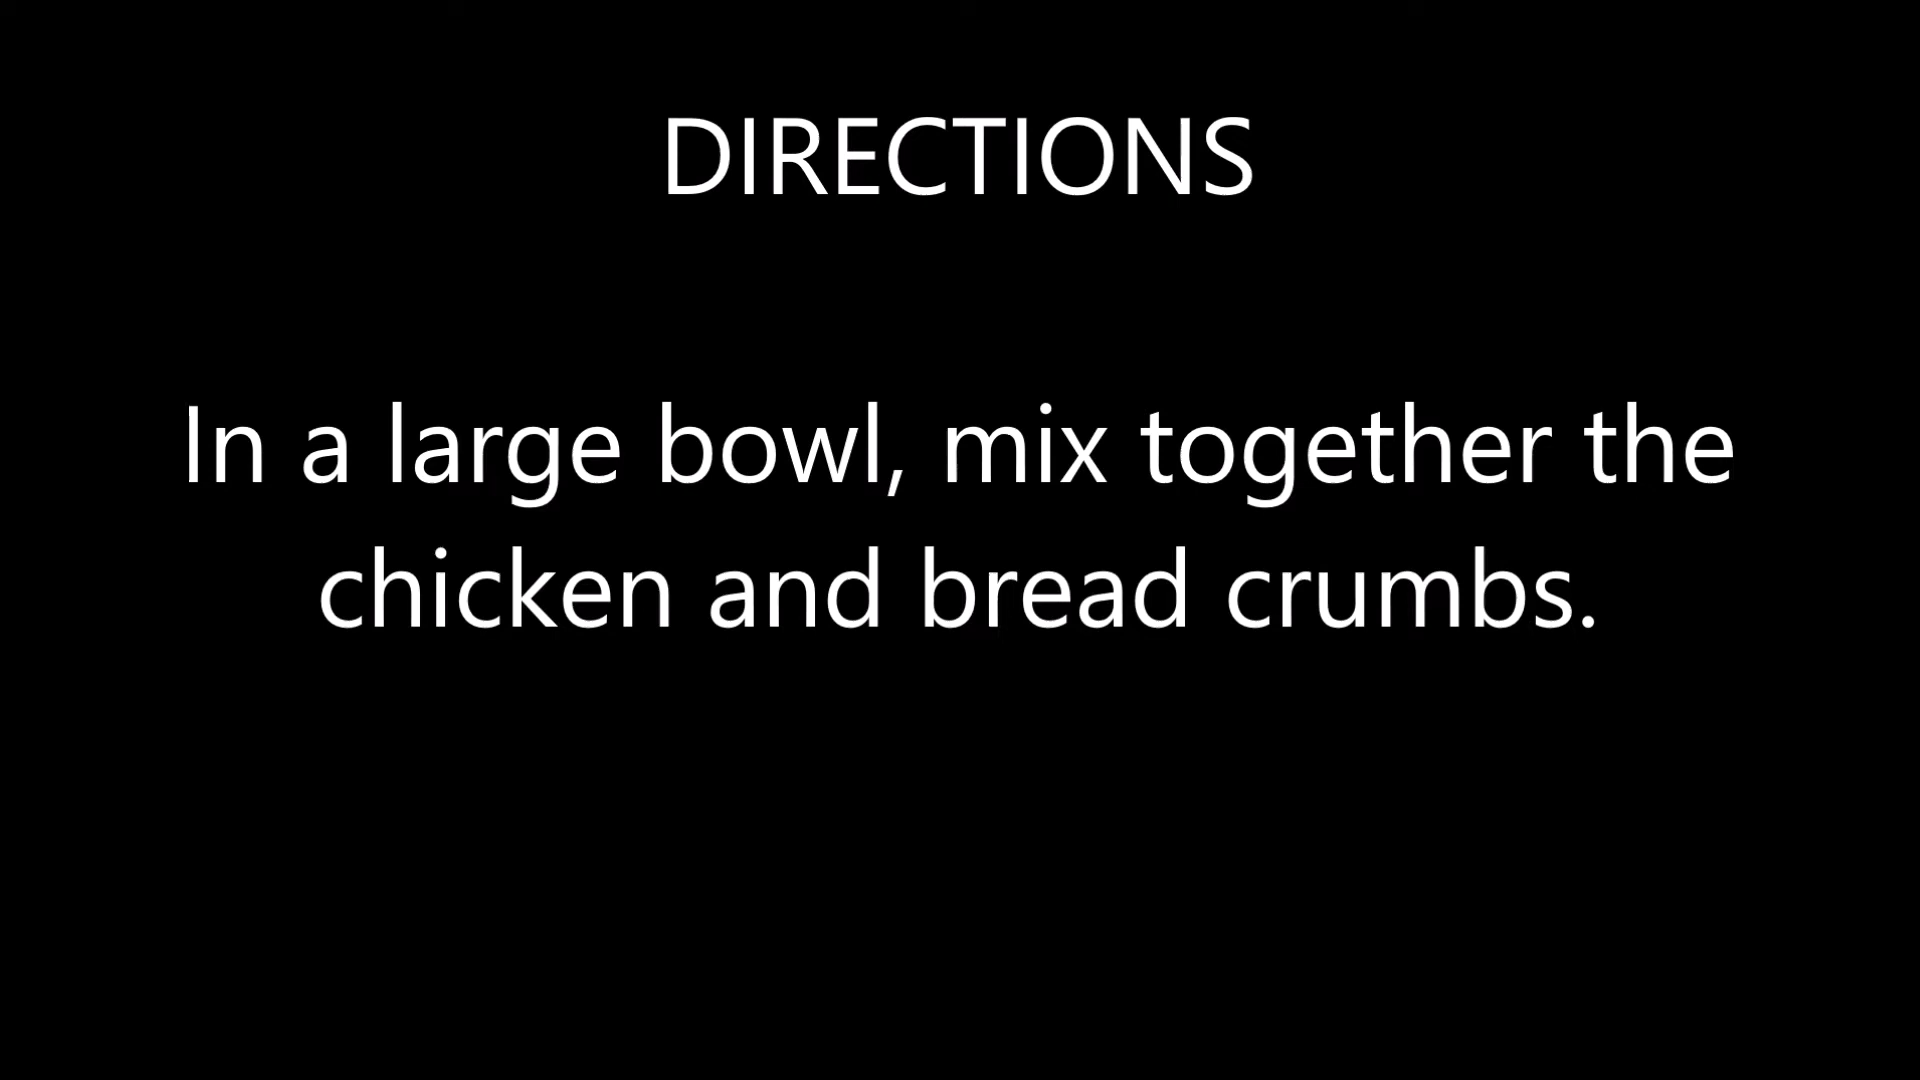 DIRECTIONS
In a large bowl, mix together the
chicken and bread crumbs.